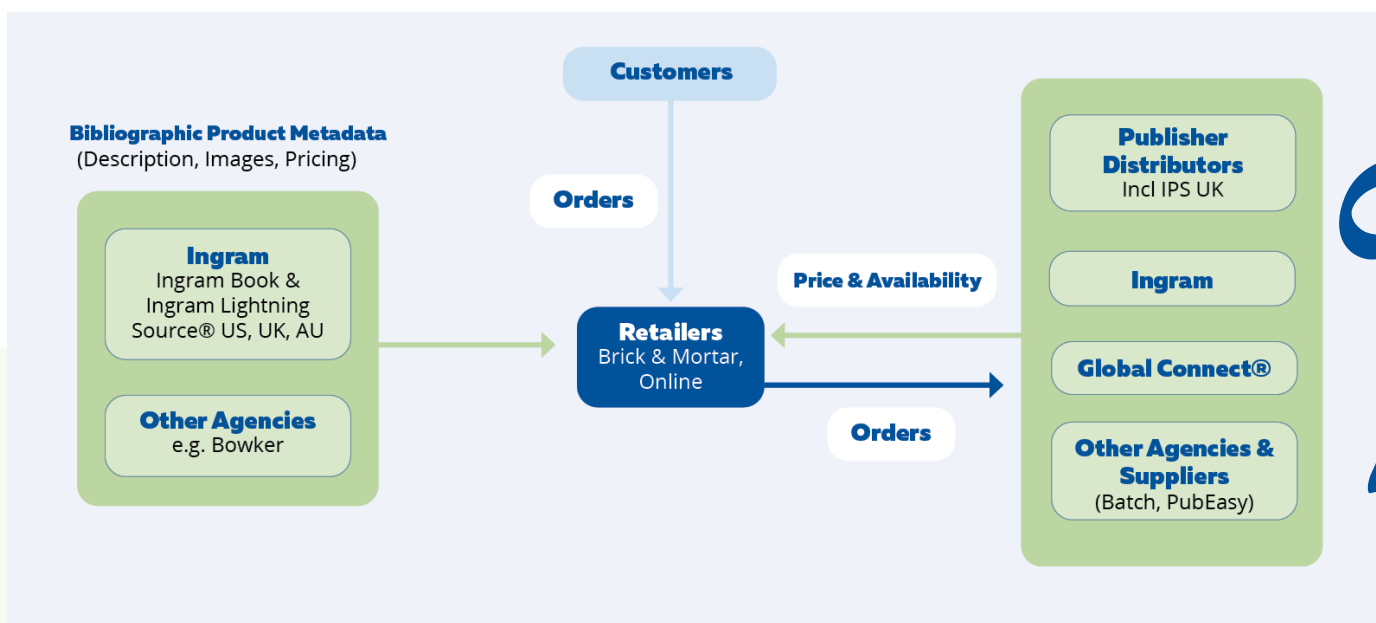 Customers
Bibliographic Product Metadata
(Description, Images, Pricing)
Orders
Ingram
Ingram Book &
Ingram Lightning
Source® US, UK, AU
Other Agencies
e.g. Bowker
Retailers
Brick & Mortar,
Online
Price & Availability
Orders
Publisher
Distributors
Incl IPS UK
Ingram
Global Connect®
Other Agencies &
Suppliers
(Batch, PubEasy)